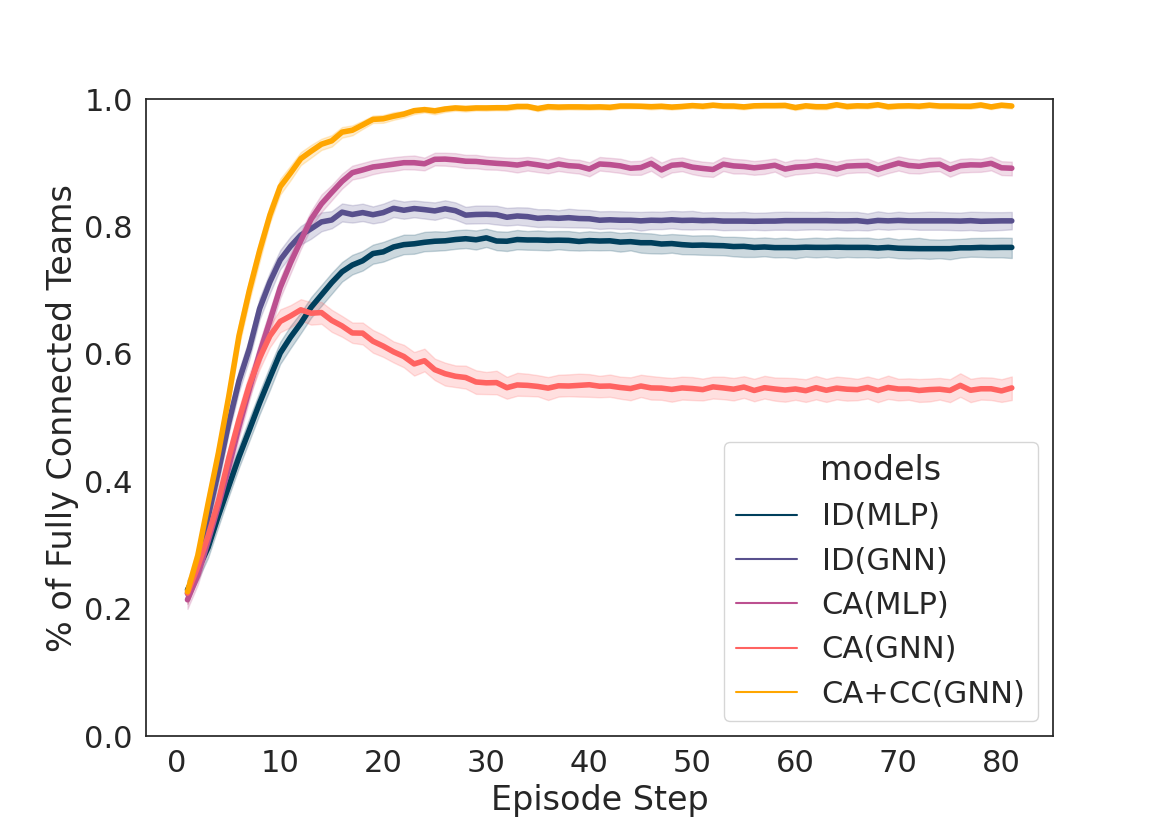 % of Fully Connected Teams
1.0
0.8
0.6
0.4
0.2
0.0
0 10 20 30 40 50 60 70 80
Episode Step
models
ID(MLP)
ID(GNN)
CA(MLP)
CA(GNN)
CA+CC(GNN)